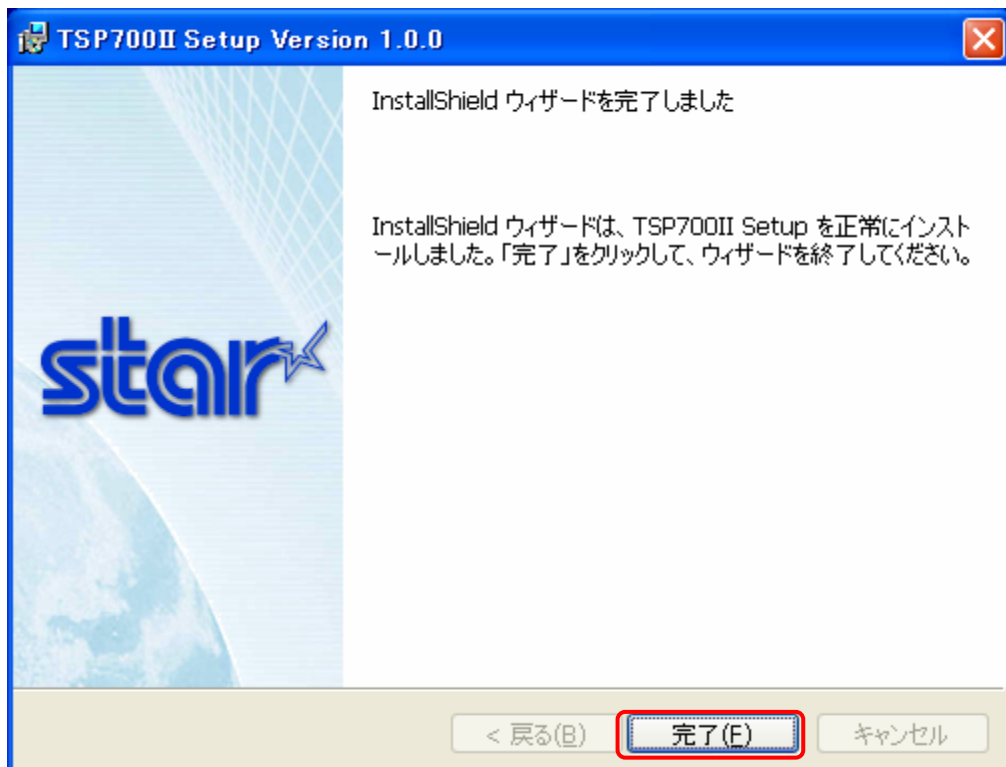 TSP700II Setup Version 1.0.0
InstallShield ウィザードを完了しました
InstallShield ウィザードは、TSP700II Setup を正常にインスト
ールしました。「完了」をクリックして、ウィザードを終了してください。
star
< 戻る(B)
完了(F)
キャンセル